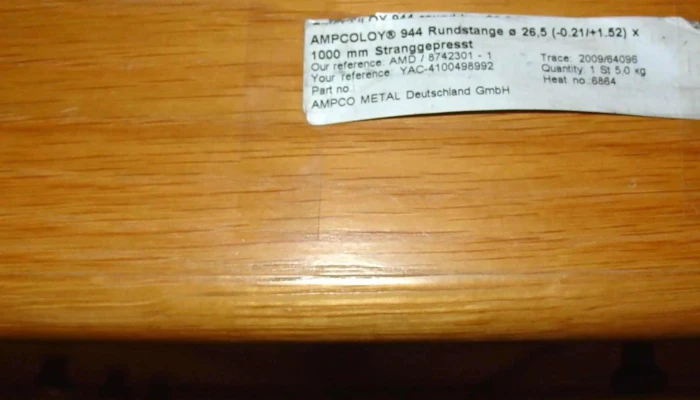 AMPCOLOY® 944 Rundstange ø 26,5 (-0.21/+1.52) x
1000 mm Stranggepresst
Our reference: AMD / 8742301 - 1 Trace: 2009/64096
Your reference: YAC-4100498992 Quantity: 1 St 5,0 kg
Part no. Heat no.:6864
AMPCO METAL Deutschland GmbH